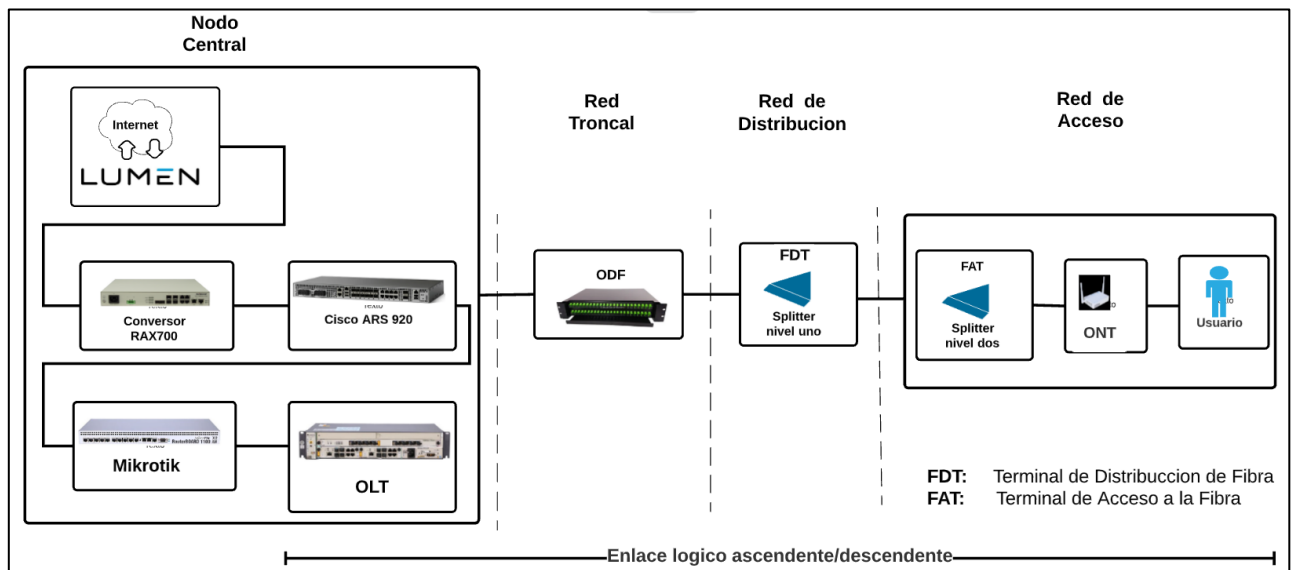 Nodo
Central
Internet
LUMEN
Conversor
RAX700
Cisco ARS 920
Mikrotik
OLT
Red
Troncal
ODF
Red de
Distribucion
FDT
Splitter
nivel uno
Red de
Acceso
FAT
Splitter
nivel dos
ONT
Usuario
FDT: Terminal de Distribuccion de Fibra
FAT: Terminal de Acceso a la Fibra
Enlace logico ascendente/descendente